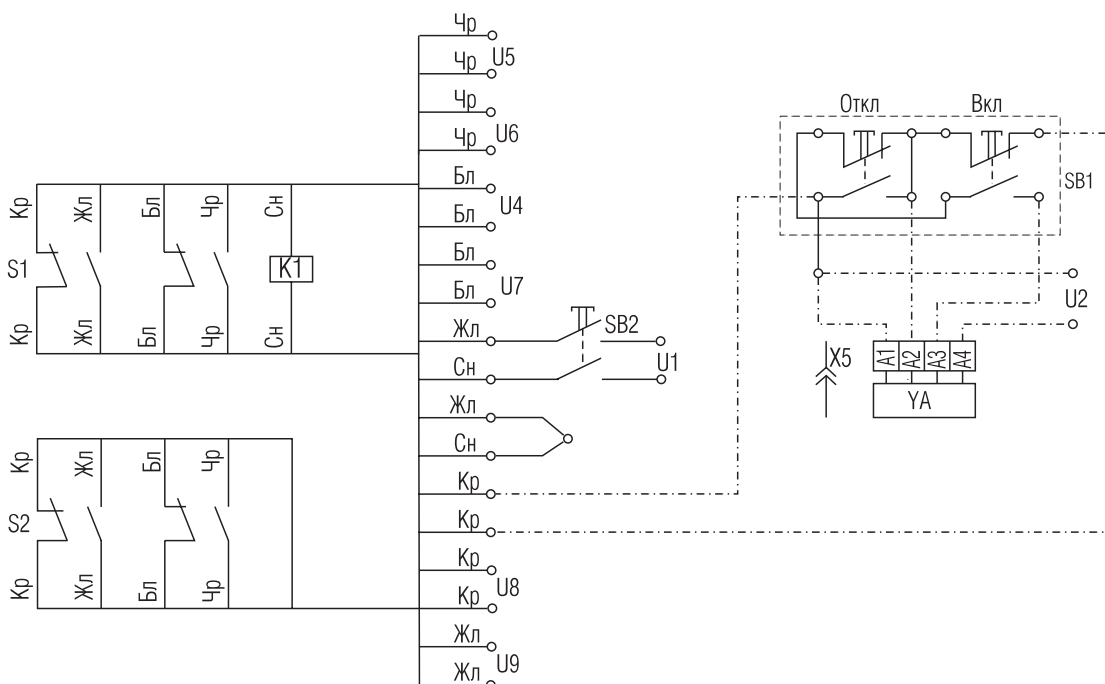 Чр
Чр
U5
Чр
Чр
U6
Бл
Бл
U4
Бл
Бл
U7
Жл
Сн
SB2
U1
Жл
Сн
Кр
Кр
Кр
Кр
U8
Жл
Жл
U9
Кр
Жл
Бл
Чр
Сн
S1
K1
Кр
Жл
Бл
Чр
Сн
Кр
Жл
Бл
Чр
S2
Кр
Жл
Бл
Чр
Откл
Вкл
SB1
U2
X5
A1
A2
A3
A4
YA